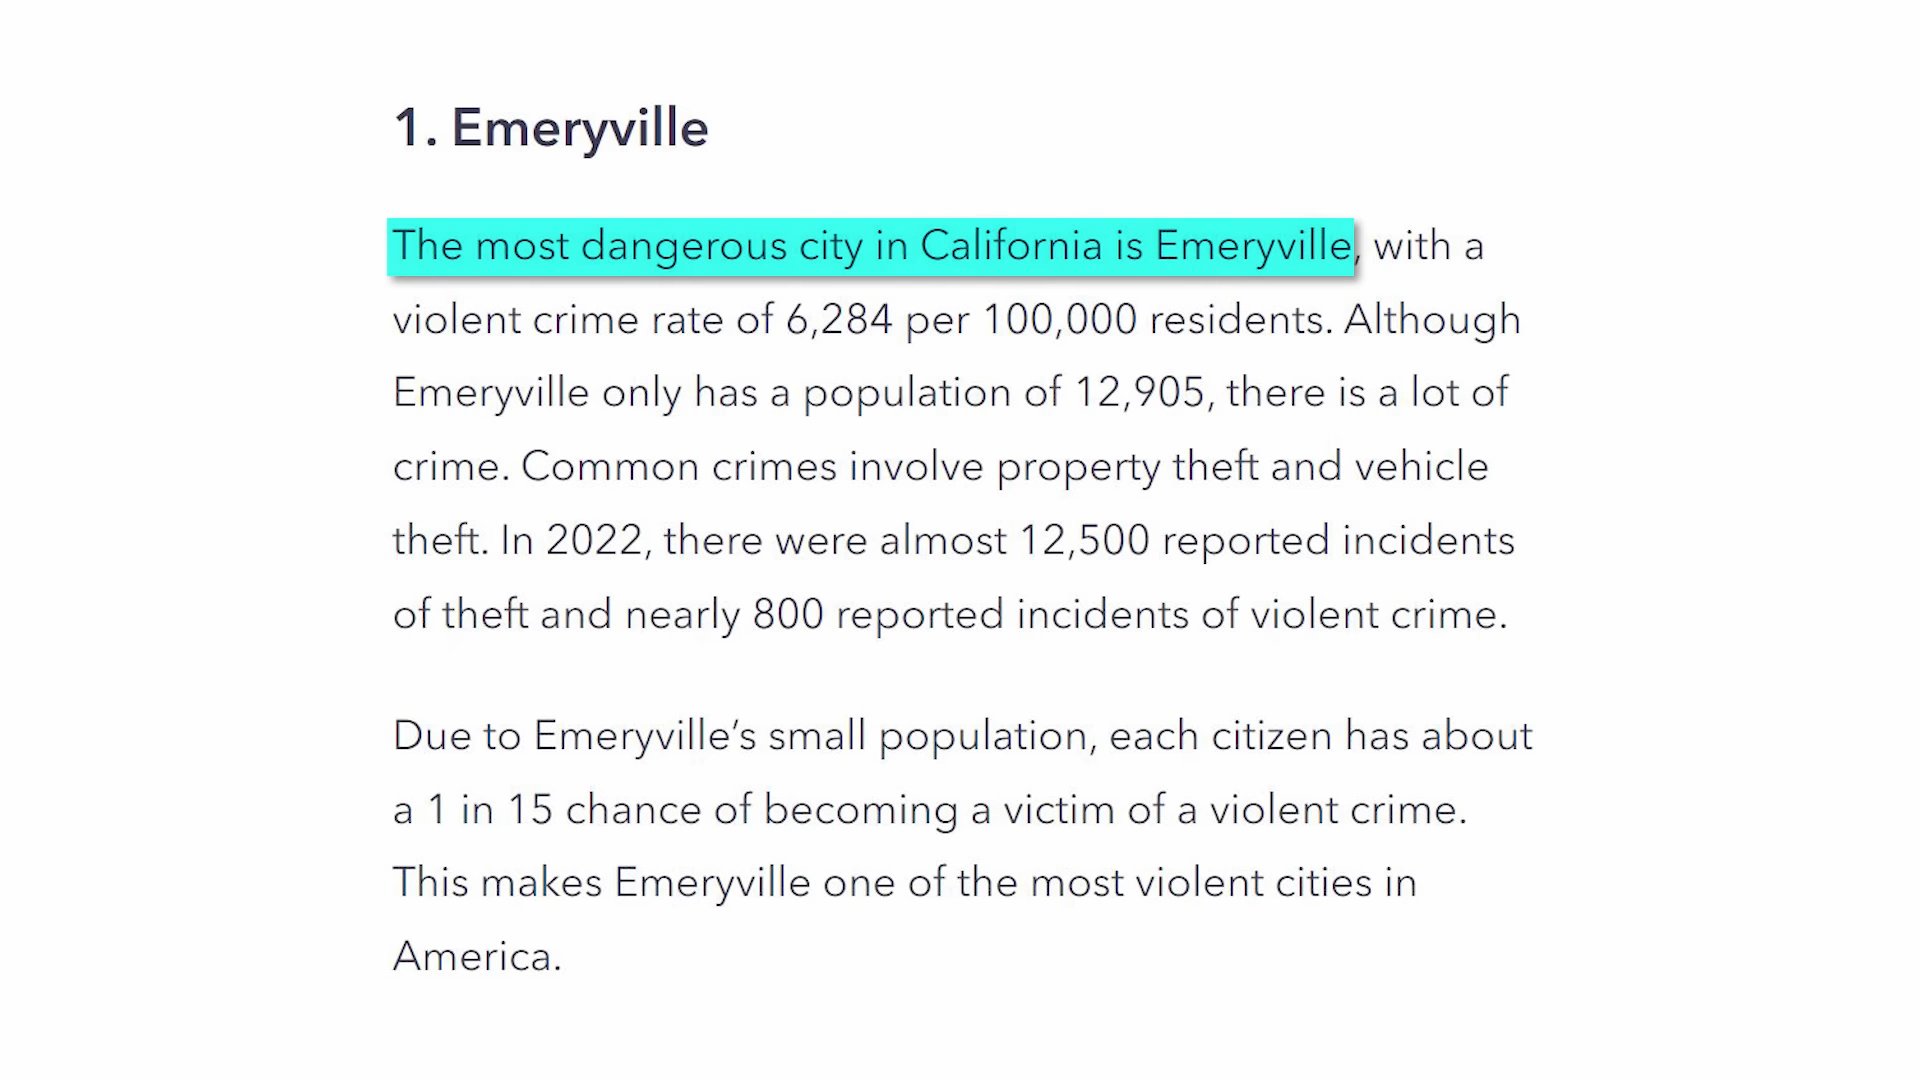 1. Emeryville
The most dangerous city in California is Emeryville, with a
violent crime rate of 6,284 per 100,000 residents. Although
Emeryville only has a population of 12,905, there is a lot of
crime. Common crimes involve property theft and vehicle
theft. In 2022, there were almost 12,500 reported incidents
of theft and nearly 800 reported incidents of violent crime.
Due to Emeryville’s small population, each citizen has about
a 1 in 15 chance of becoming a victim of a violent crime.
This makes Emeryville one of the most violent cities in
America.